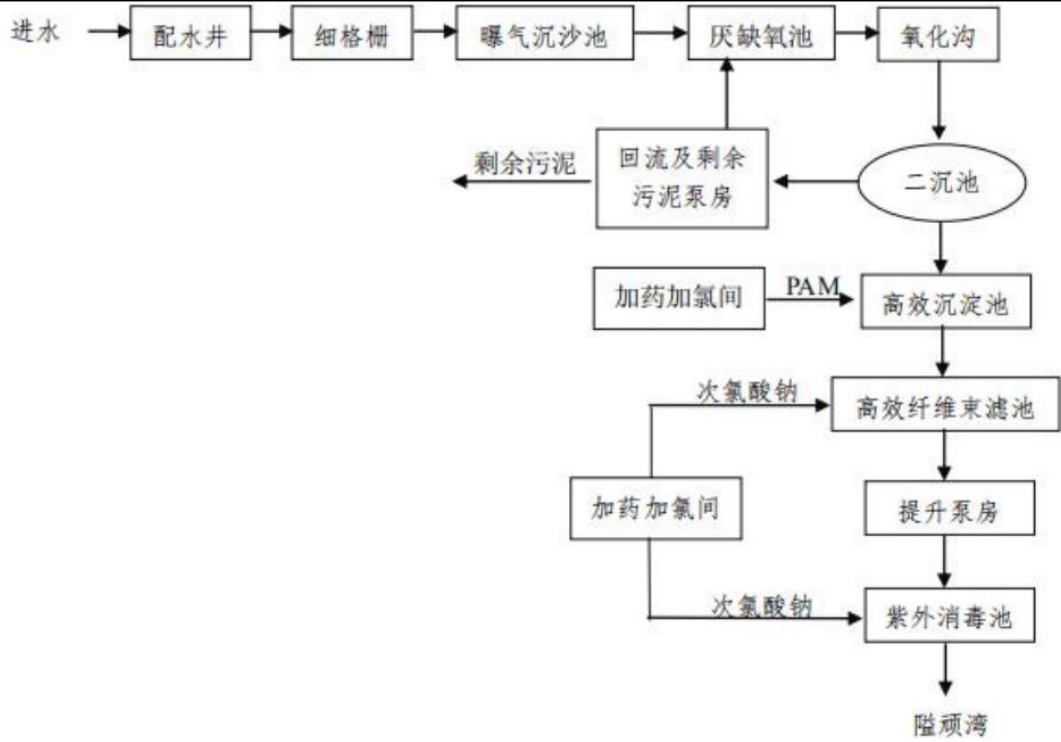 进水
配水井
细格栅
曝气沉沙池
厌缺氧池
氧化沟
剩余污泥
回流及剩余
污泥泵房
二沉池
加药加氯间
PAM
高效沉淀池
次氯酸钠
高效纤维束滤池
加药加氯间
提升泵房
次氯酸钠
紫外消毒池
隘顽湾